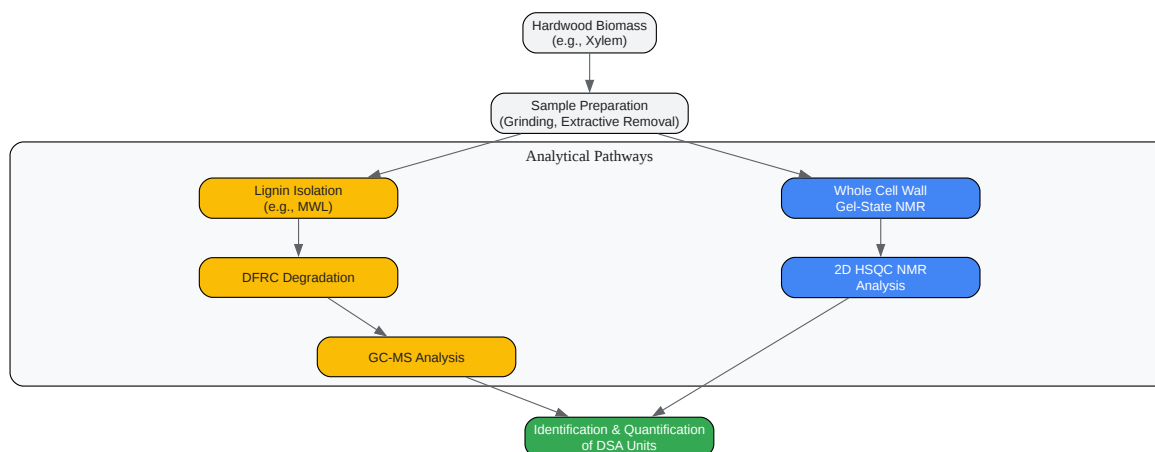 Hardwood Biomass
(e.g., Xylem)
Sample Preparation
(Grinding, Extractive Removal)
Analytical Pathways
Lignin Isolation
(e.g., MWL)
Whole Cell Wall
Gel-State NMR
DFRC Degradation
2D HSQC NMR
Analysis
GC-MS Analysis
Identification & Quantification
of DSA Units